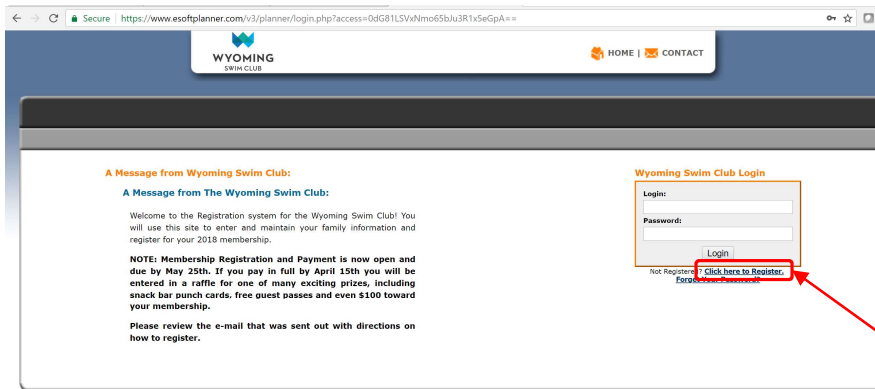 Secure | https://www.esoftplanner.com/v3/planner/login.php?access=0dG81LSVxNmo65bJu3R1x5eGpA==
WYOMING
SWIM CLUB
HOME | CONTACT
A Message from Wyoming Swim Club:
A Message from The Wyoming Swim Club:
Welcome to the Registration system for the Wyoming Swim Club! You
will use this site to enter and maintain your family information and
register for your 2018 membership.
NOTE: Membership Registration and Payment is now open and
due by May 25th. If you pay in full by April 15th you will be
entered in a raffle for one of many exciting prizes, including
snack bar punch cards, free guest passes and even $100 toward
your membership.
Please review the e-mail that was sent out with directions on
how to register.
Wyoming Swim Club Login
Login:
Password:
Login
Not Registered? Click here to Register.
Forgot Your Password?